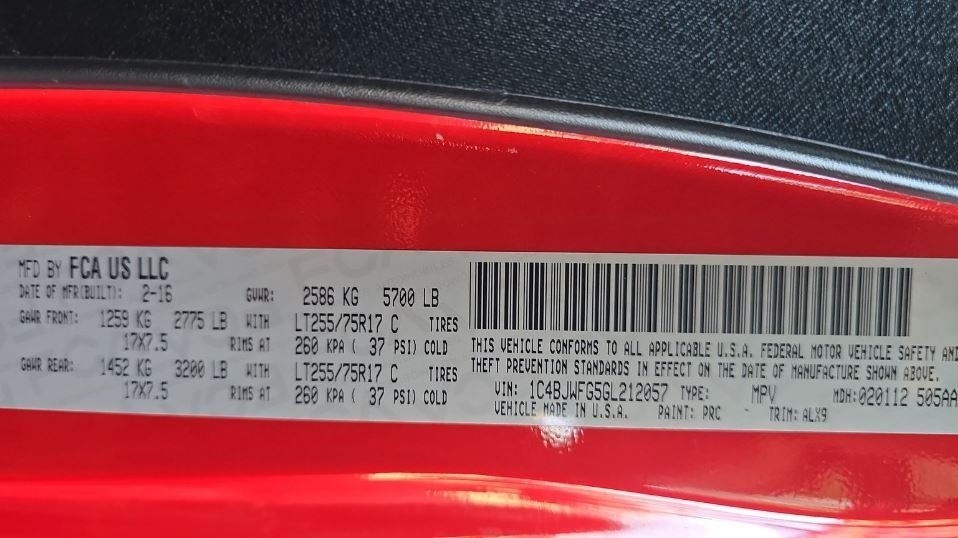 MFD BY FCA US LLC
DATE OF MFR(BUILT): 2-16 GVWR: 2586 KG 5700 LB
GAWR FRONT: 1259 KG 2775 LB WITH LT255/75R17 C TIRES
17X7.5 RIMS AT 260 KPA ( 37 PSI) COLD
GAWR REAR: 1452 KG 3200 LB WITH LT255/75R17 C TIRES
17X7.5 RIMS AT 260 KPA ( 37 PSI) COLD
THIS VEHICLE CONFORMS TO ALL APPLICABLE U.S.A. FEDERAL MOTOR VEHICLE SAFETY AND
THEFT PREVENTION STANDARDS IN EFFECT ON THE DATE OF MANUFACTURE SHOWN ABOVE.
VIN: 1C4BJWFG5GL212057 TYPE: MPV MDH:020112 505AA
VEHICLE MADE IN U.S.A. PAINT: PRC TRIM: ALX9